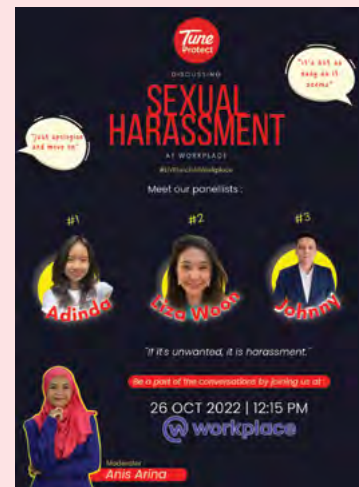 Tune
Protect
DISCUSSING
SEXUAL
HARASSMENT
AT WORKPLACE
"It's not as
easy as it
seems"
"Just apologise
and move on"
Meet our panellists :
#1
#2
#3
Adinda
Liza Woon
Johnny
"If it's unwanted, it is harassment."
Be a part of the conversations by joining us at :
26 OCT 2022 | 12:15 PM
workplace
Moderator :
Anis Arina